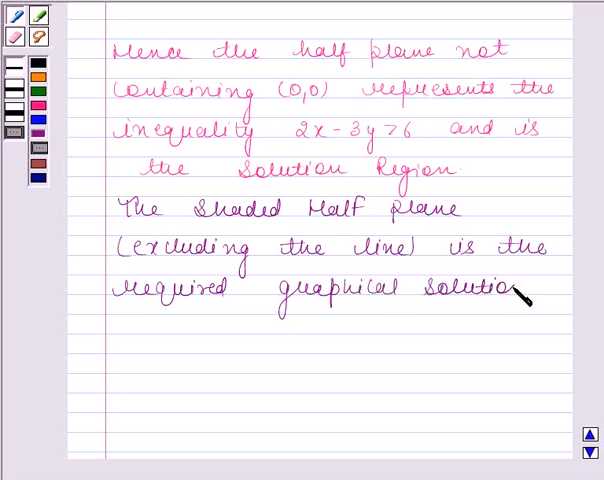 Hence the half plane not
Containing (0,0) represents the
inequality 2x - 3y > 6 and is
the Solution Region.
The Shaded Half plane
(excluding the line) is the
required graphical solutio